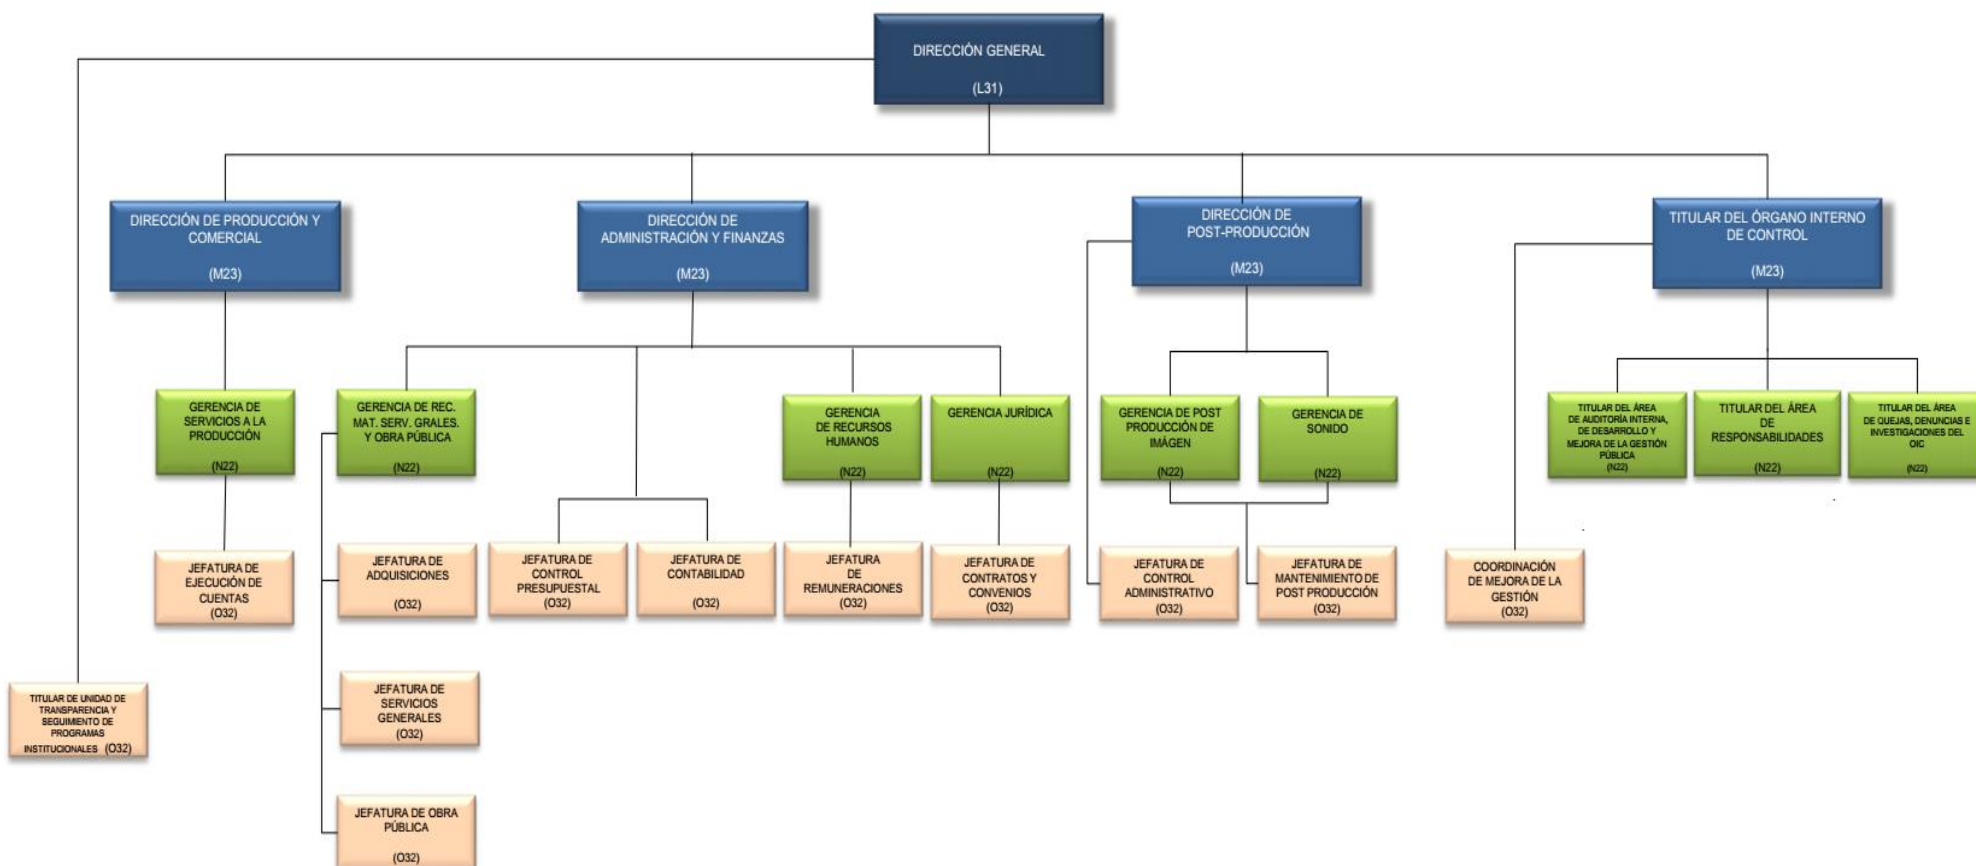 DIRECCIÓN GENERAL
(L31)
DIRECCIÓN DE PRODUCCIÓN Y
COMERCIAL
(M23)
DIRECCIÓN DE
ADMINISTRACIÓN Y FINANZAS
(M23)
DIRECCIÓN DE
POST-PRODUCCIÓN
(M23)
TITULAR DEL ÓRGANO INTERNO
DE CONTROL
(M23)
GERENCIA DE
SERVICIOS A LA
PRODUCCIÓN
(N22)
GERENCIA DE REC.
MAT. SERV. GRALES.
Y OBRA PÚBLICA
(N22)
GERENCIA
DE RECURSOS
HUMANOS
(N22)
GERENCIA JURÍDICA
(N22)
GERENCIA DE POST
PRODUCCIÓN DE
IMÁGEN
(N22)
GERENCIA DE
SONIDO
(N22)
TITULAR DEL ÁREA
DE AUDITORÍA INTERNA,
DE DESARROLLO Y
MEJORA DE LA GESTIÓN
PÚBLICA
(N22)
TITULAR DEL ÁREA
DE
RESPONSABILIDADES
(N22)
TITULAR DEL ÁREA
DE QUEJAS, DENUNCIAS E
INVESTIGACIONES DEL
OIC
(N22)
JEFATURA DE
EJECUCIÓN DE
CUENTAS
(O32)
JEFATURA DE
ADQUISICIONES
(O32)
JEFATURA DE
CONTROL
PRESUPUESTAL
(O32)
JEFATURA DE
CONTABILIDAD
(O32)
JEFATURA
DE
REMUNERACIONES
(O32)
JEFATURA DE
CONTRATOS Y
CONVENIOS
(O32)
JEFATURA DE
CONTROL
ADMINISTRATIVO
(O32)
JEFATURA DE
MANTENIMIENTO DE
POST PRODUCCIÓN
(O32)
COORDINACIÓN
DE MEJORA DE LA
GESTIÓN
(O32)
TITULAR DE UNIDAD DE
TRANSPARENCIA Y
SEGUIMIENTO DE
PROGRAMAS
INSTITUCIONALES (O32)
JEFATURA DE
SERVICIOS
GENERALES
(O32)
JEFATURA DE OBRA
PÚBLICA
(O32)